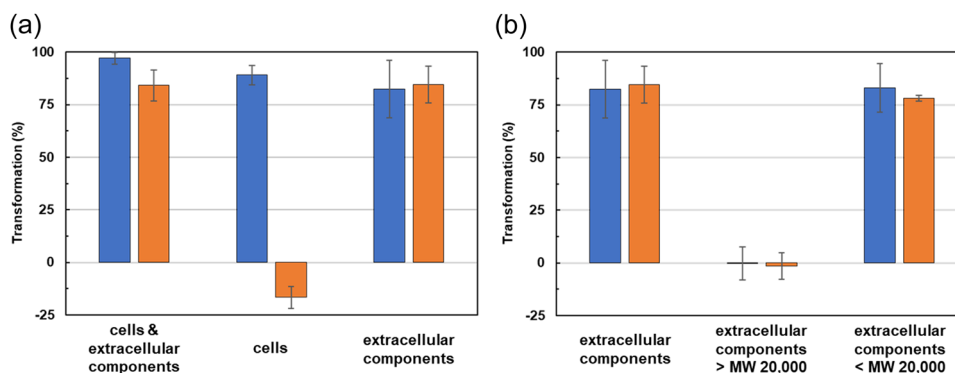 (a)
100
75
50
25
0
-25
Transformation (%)
cells &
extracellular
components
cells
extracellular
components
(b)
100
75
50
25
0
-25
Transformation (%)
extracellular
components
extracellular
components
> MW 20.000
extracellular
components
< MW 20.000